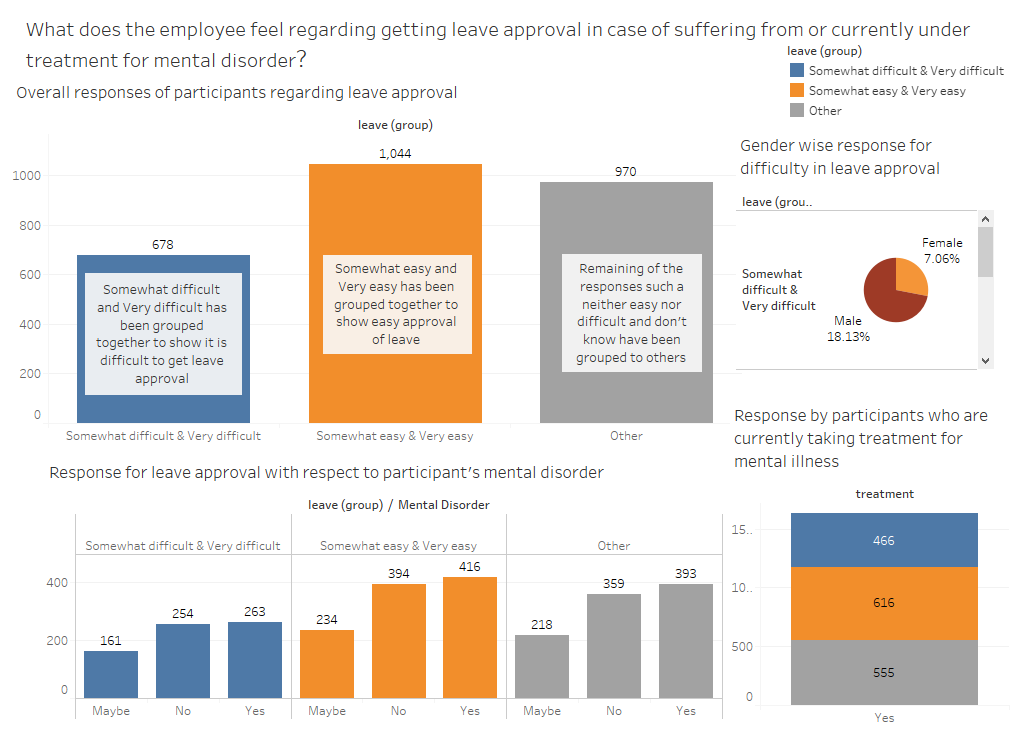 What does the employee feel regarding getting leave approval in case of suffering from or currently under
treatment for mental disorder?
leave (group)
Somewhat difficult & Very difficult
Somewhat easy & Very easy
Other
Overall responses of participants regarding leave approval
leave (group)
1,044
970
678
1000
800
600
400
200
0
Somewhat difficult
and Very difficult has
been grouped
together to show it is
difficult to get leave
approval
Somewhat easy and
Very easy has been
grouped together to
show easy approval
of leave
Remaining of the
responses such a
neither easy nor
difficult and don't
know have been
grouped to others
Somewhat difficult & Very difficult
Somewhat easy & Very easy
Other
Gender wise response for
difficulty in leave approval
leave (grou..
Somewhat
difficult &
Very difficult
Female
7.06%
Male
18.13%
Response for leave approval with respect to participant's mental disorder
leave (group) / Mental Disorder
Somewhat difficult & Very difficult
Somewhat easy & Very easy
Other
400
200
0
161
254
263
234
394
416
218
359
393
Maybe
No
Yes
Maybe
No
Yes
Maybe
No
Yes
Response by participants who are
currently taking treatment for
mental illness
treatment
15..
10..
500
0
466
616
555
Yes